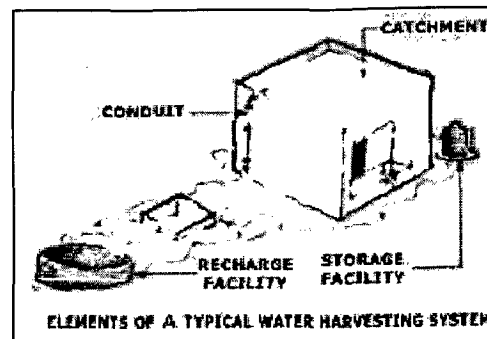 CATCHMENT
CONDUIT
RECHARGE
FACILITY
STORAGE
FACILITY
ELEMENTS OF A TYPICAL WATER HARVESTING SYSTEM